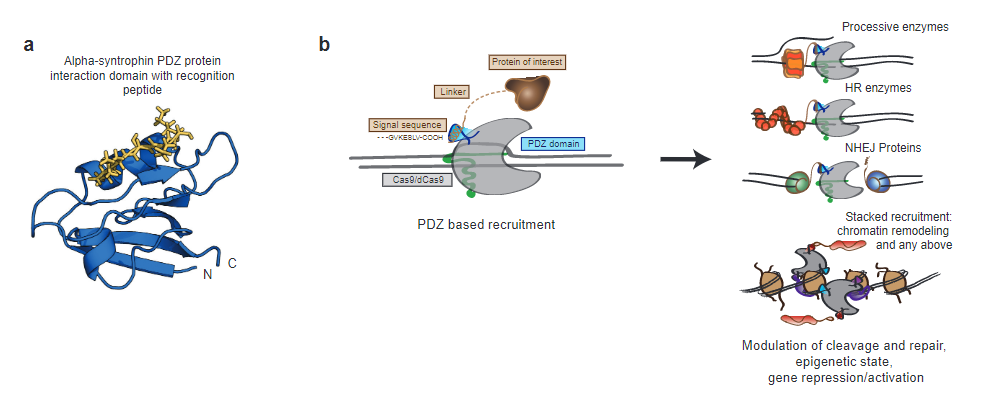 a
Alpha-syntrophin PDZ protein
interaction domain with recognition
peptide
N
C
b
Protein of interest
Linker
Signal sequence
---GVKESLV-COOH
PDZ domain
Cas9/dCas9
PDZ based recruitment
Processive enzymes
HR enzymes
NHEJ Proteins
Stacked recruitment:
chromatin remodeling
and any above
Modulation of cleavage and repair,
epigenetic state,
gene repression/activation